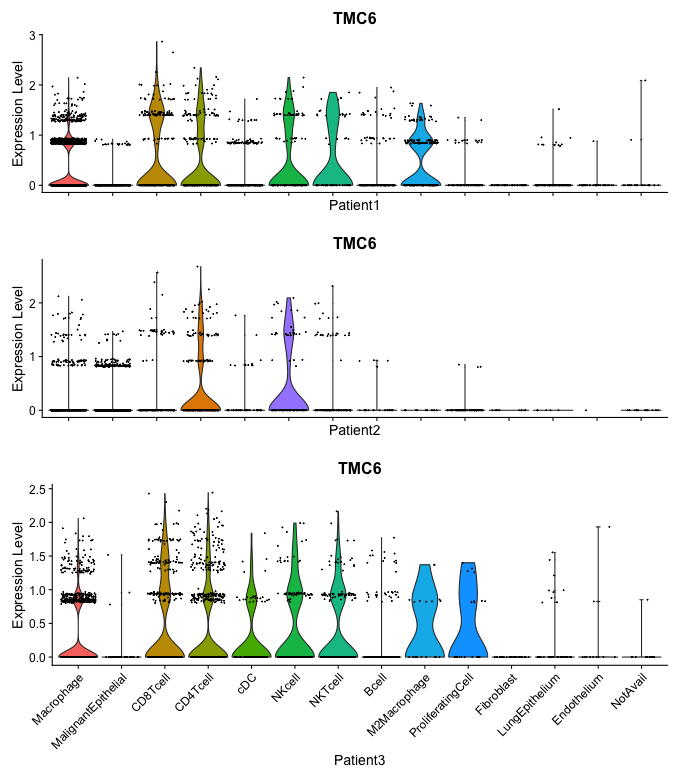 TMC6
Expression Level
3
2
1
0
Patient1
TMC6
Expression Level
2
1
0
Patient2
TMC6
Expression Level
2.5
2.0
1.5
1.0
0.5
0.0
Macrophage
MalignantEpithelial
CD8Tcell
CD4Tcell
cDC
NKcell
NKTcell
Bcell
M2Macrophage
ProliferatingCell
Fibroblast
LungEpithelium
Endothelium
NotAvail
Patient3